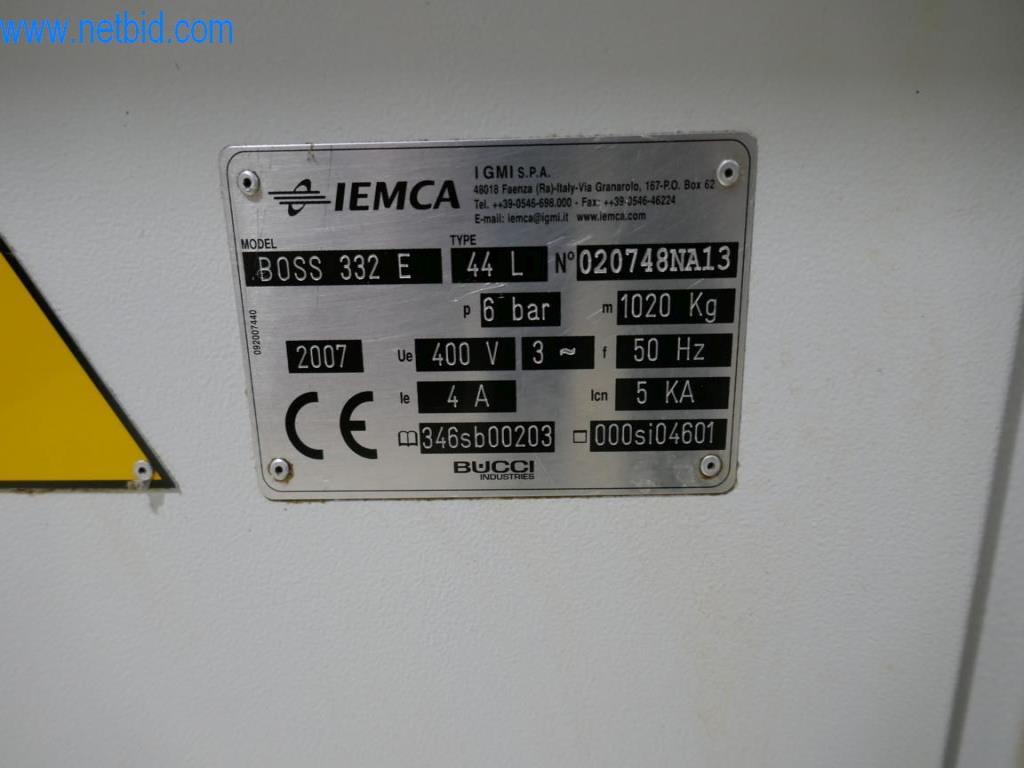 www.netbid.com
IEMCA
I GMI S.P.A.
48018 Faenza (Ra)-Italy-Via Granarolo, 167-P.O. Box 62
Tel. ++39-0546-698.000 - Fax: ++39-0546-46224
E-mail: iemca@igmi.it www.iemca.com
MODEL TYPE
BOSS 332 E 44 L N° 020748NA13
p 6 bar m 1020 Kg
092007440
2007 Ue 400 V 3 ~ f 50 Hz
Ie 4 A Icn 5 KA
CE
346sb00203 000si04601
BUCCI
INDUSTRIES